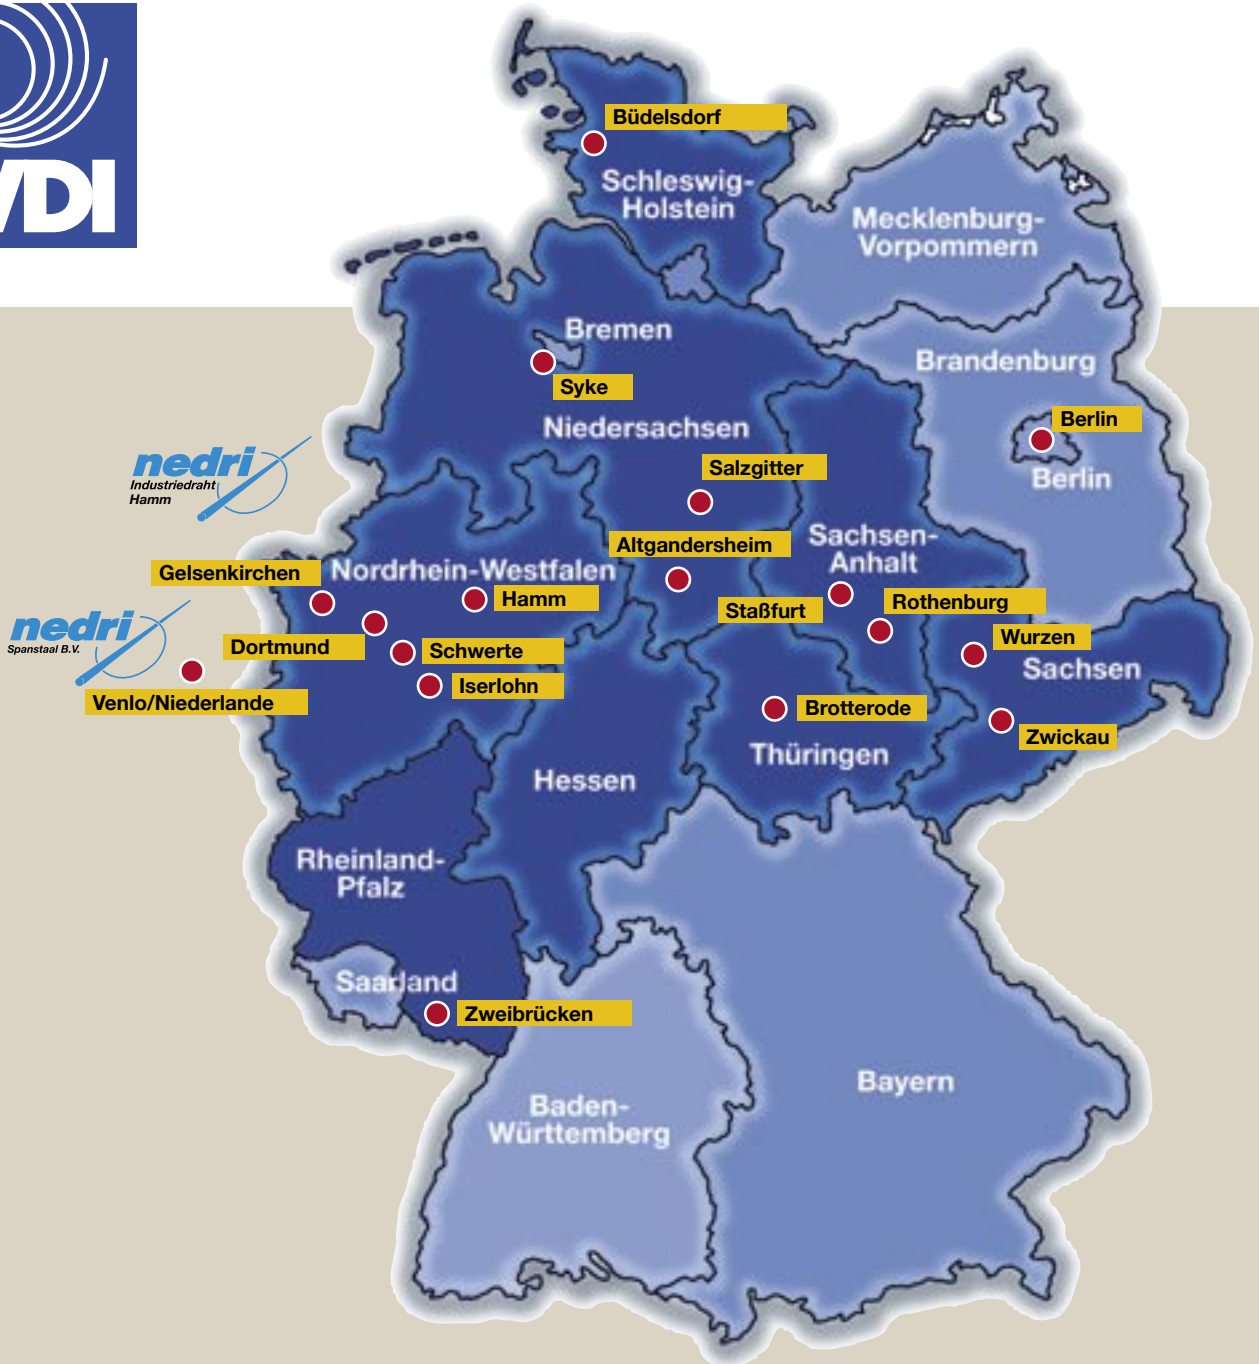 VDI
Büdelsdorf
Schleswig-
Holstein
Mecklenburg-
Vorpommern
Bremen
Syke
Brandenburg
Niedersachsen
Berlin
Berlin
nedri
Industriedraht
Hamm
Salzgitter
Altgandersheim
Sachsen-
Anhalt
Gelsenkirchen
Nordrhein-Westfalen
Hamm
Staßfurt
Rothenburg
nedri
Spanstaal B.V.
Dortmund
Schwerte
Wurzen
Sachsen
Venlo/Niederlande
Iserlohn
Brotterode
Zwickau
Thüringen
Hessen
Rheinland-
Pfalz
Saarland
Zweibrücken
Bayern
Baden-
Württemberg